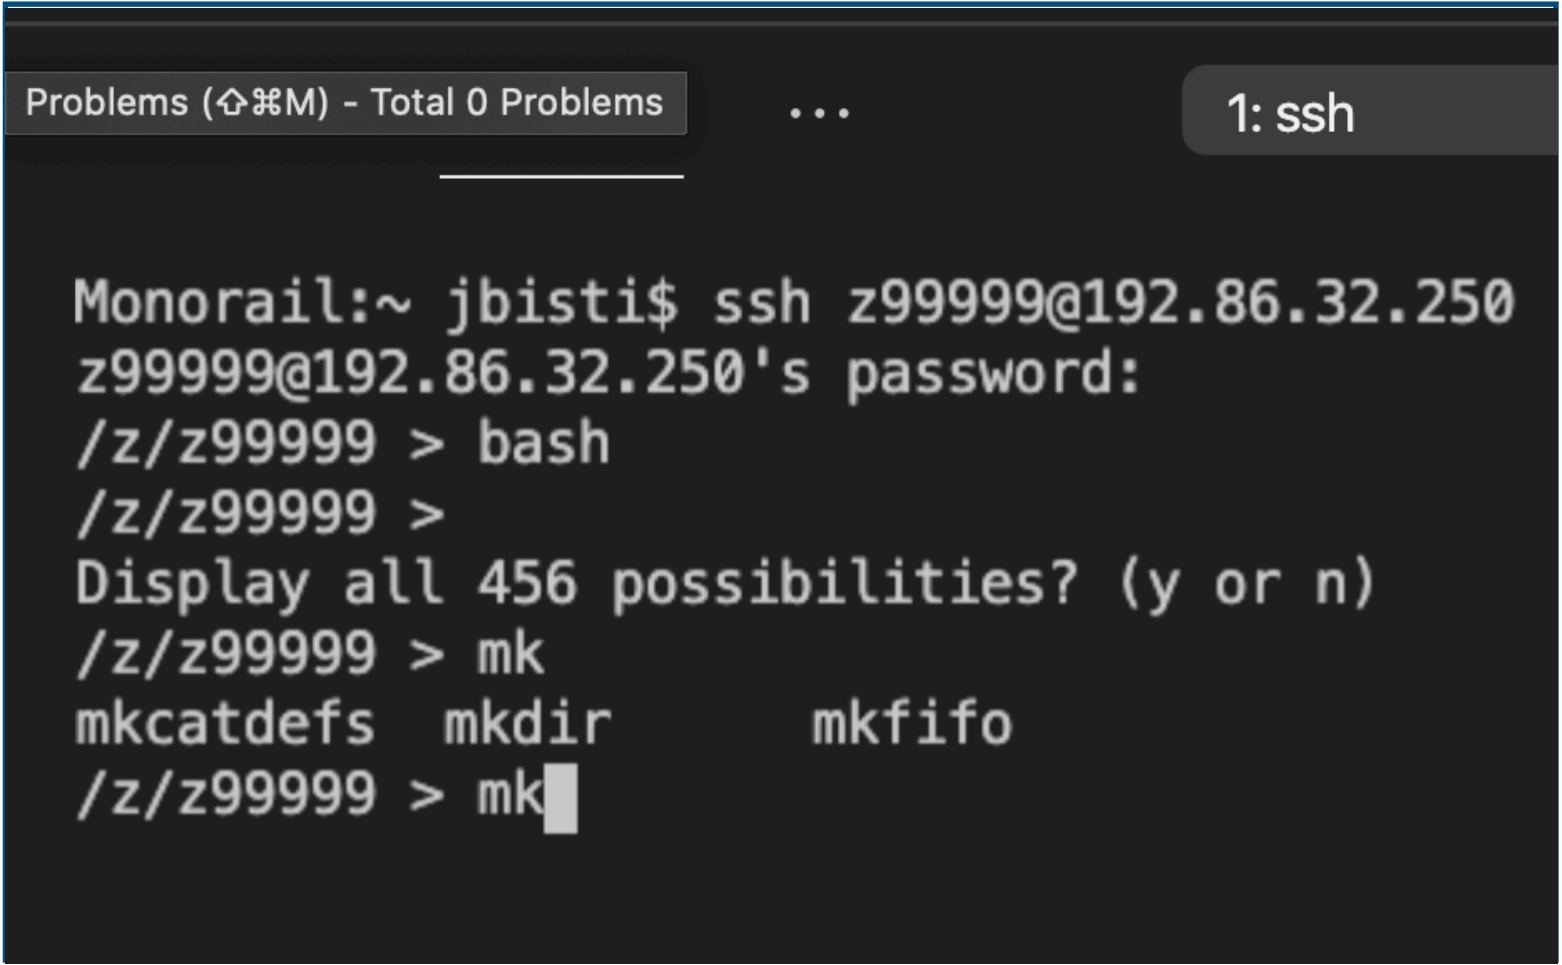 Problems (⇧⌘M) - Total 0 Problems
...
1: ssh
Monorail:~ jbisti$ ssh z99999@192.86.32.250
z99999@192.86.32.250's password:
/z/z99999 > bash
/z/z99999 >
Display all 456 possibilities? (y or n)
/z/z99999 > mk
mkcatdefs  mkdir      mkfifo
/z/z99999 > mk